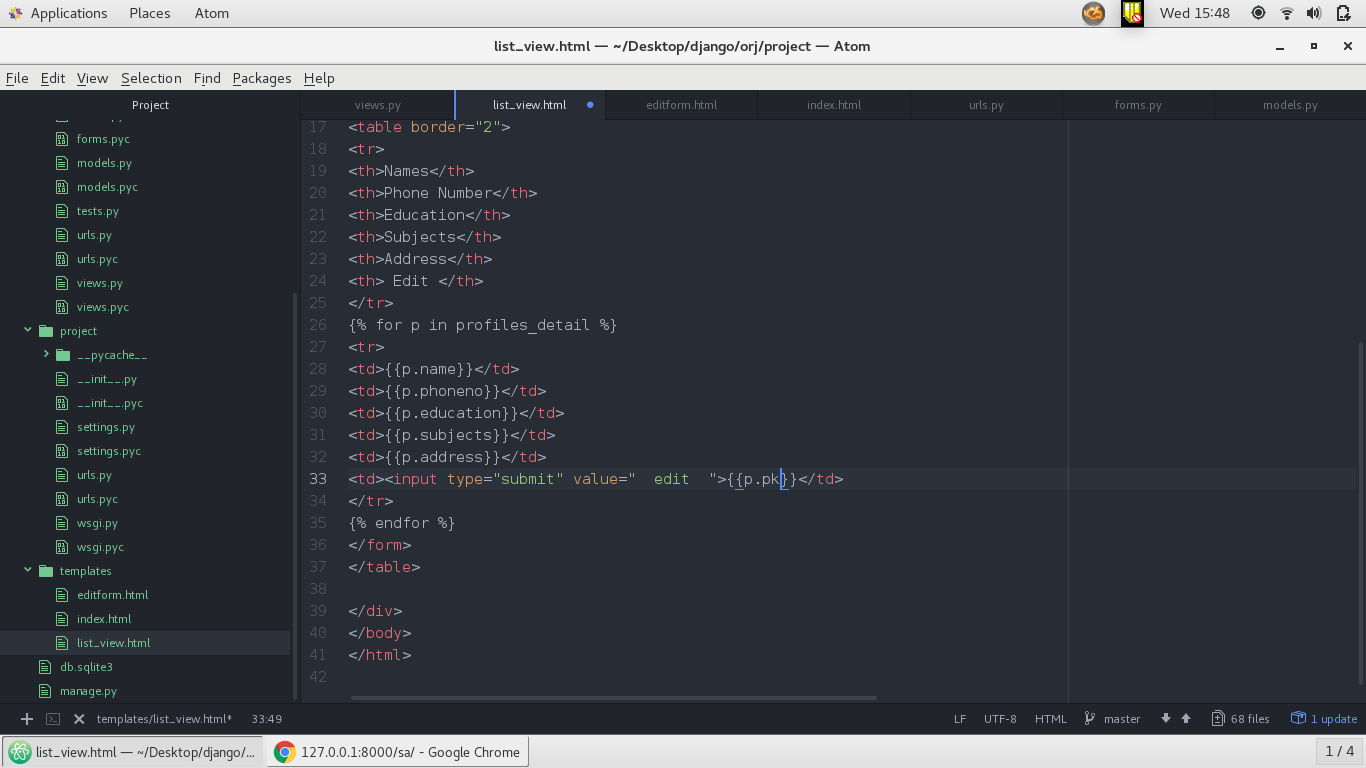 Applications Places Atom Wed 15:48
list_view.html — ~/Desktop/django/orj/project — Atom
File Edit View Selection Find Packages Help
Project
views.py list_view.html editform.html index.html urls.py forms.py models.py
forms.pyc
models.py
models.pyc
tests.py
urls.py
urls.pyc
views.py
views.pyc
project
__pycache__
__init__.py
__init__.pyc
settings.py
settings.pyc
urls.py
urls.pyc
wsgi.py
wsgi.pyc
templates
editform.html
index.html
list_view.html
db.sqlite3
manage.py
17 <table border="2">
18 <tr>
19 <th>Names</th>
20 <th>Phone Number</th>
21 <th>Education</th>
22 <th>Subjects</th>
23 <th>Address</th>
24 <th> Edit </th>
25 </tr>
26 {% for p in profiles_detail %}
27 <tr>
28 <td>{{p.name}}</td>
29 <td>{{p.phoneno}}</td>
30 <td>{{p.education}}</td>
31 <td>{{p.subjects}}</td>
32 <td>{{p.address}}</td>
33 <td><input type="submit" value="  edit  ">{{p.pk}}</td>
34 </tr>
35 {% endfor %}
36 </form>
37 </table>
38
39 </div>
40 </body>
41 </html>
42
templates/list_view.html* 33:49 LF UTF-8 HTML master 68 files 1 update
list_view.html — ~/Desktop/django/... 127.0.0.1:8000/sa/ - Google Chrome 1 / 4